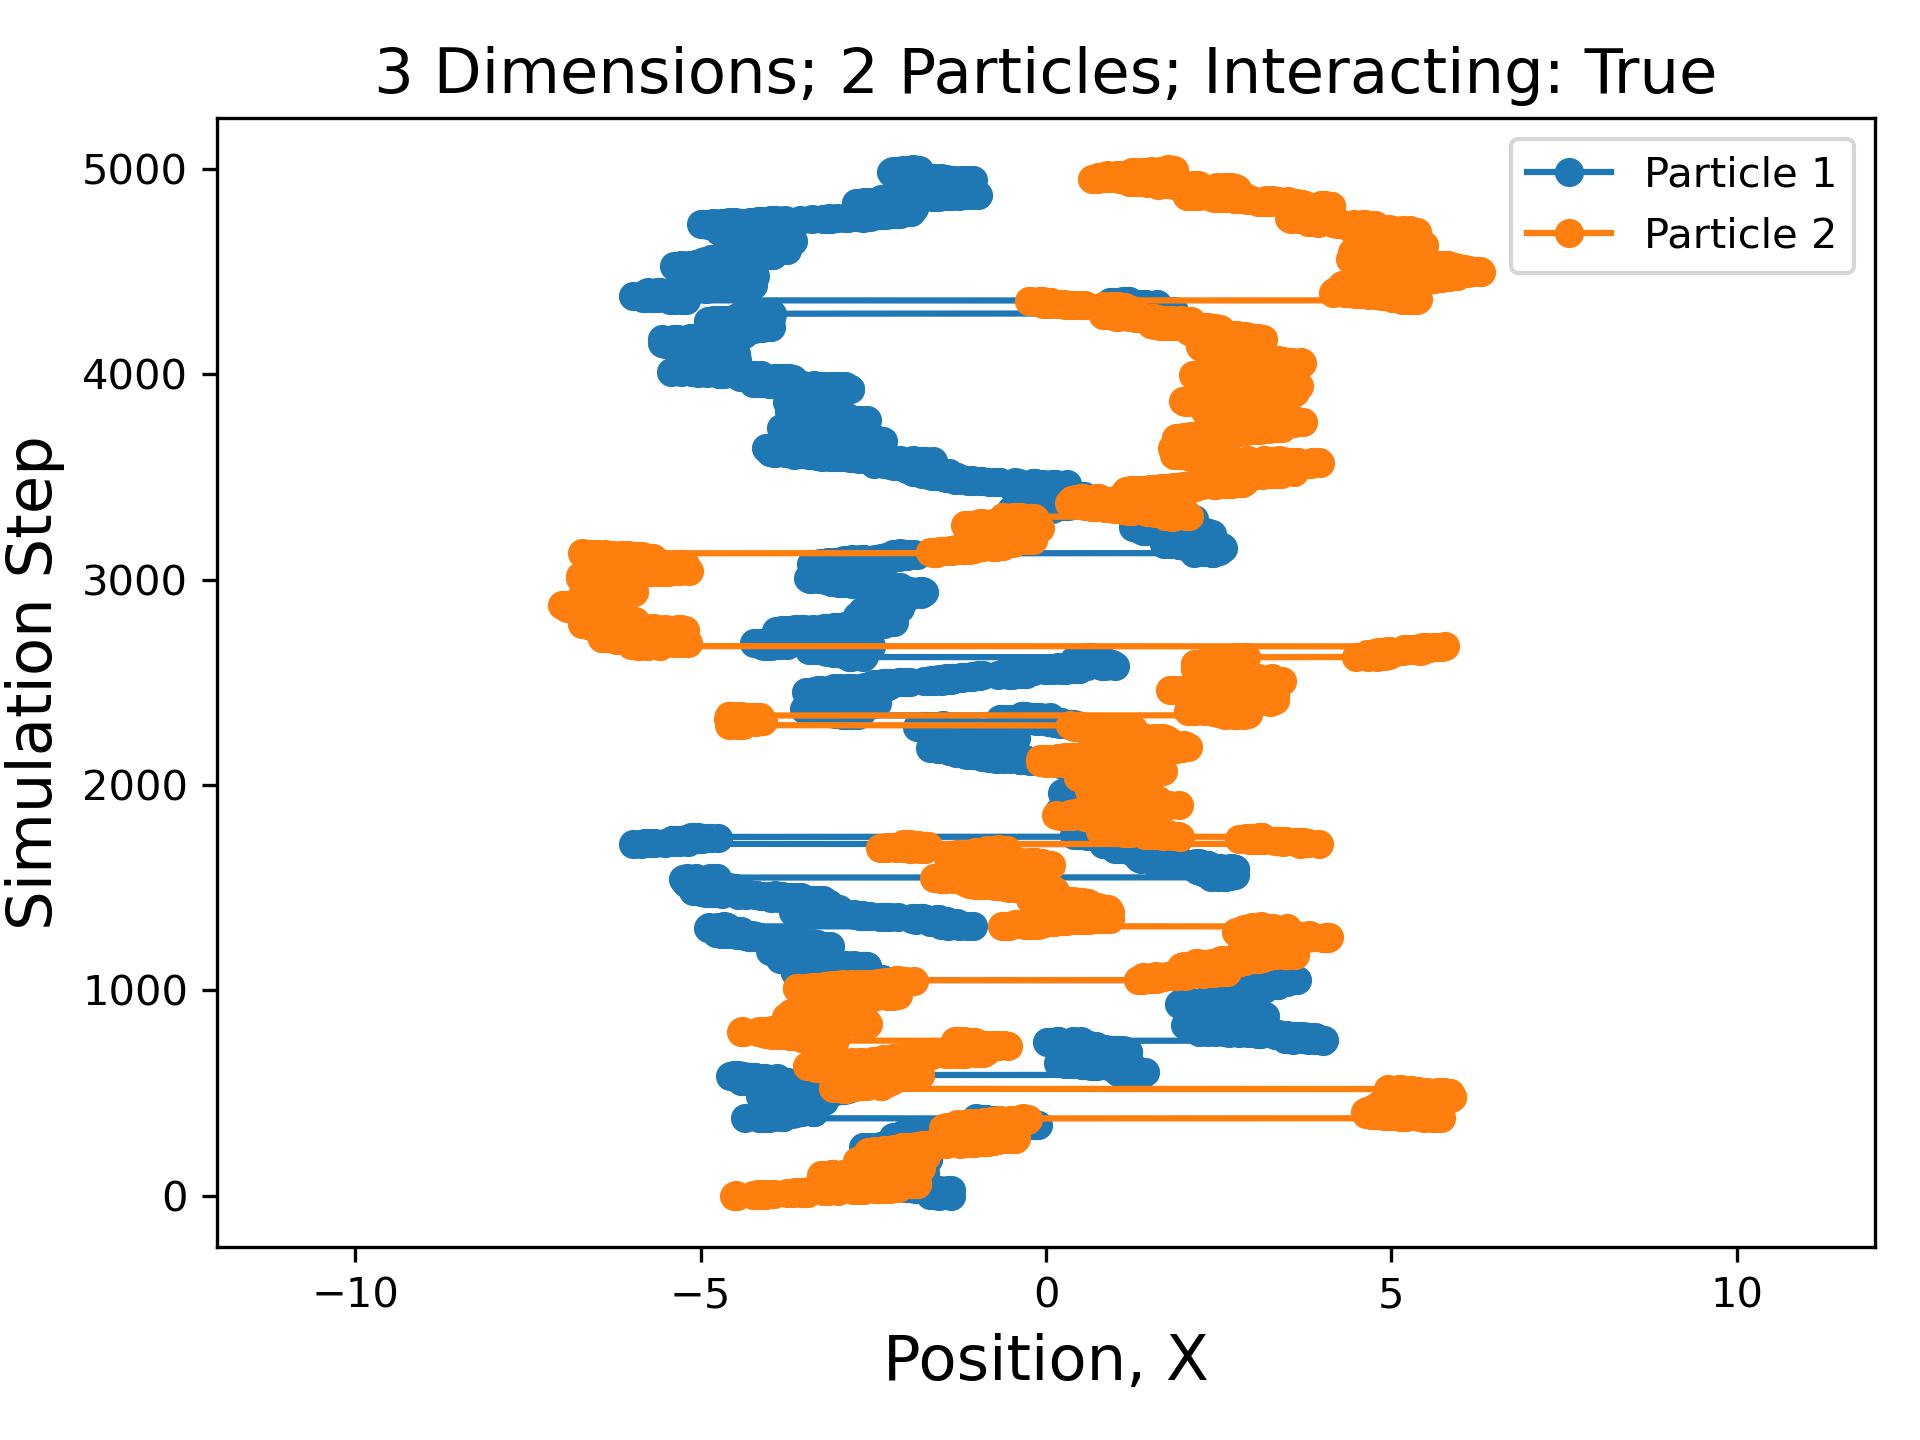 3 Dimensions; 2 Particles; Interacting: True
Particle 1
Particle 2
5000
4000
3000
2000
1000
0
Simulation Step
−10
−5
0
5
10
Position, X